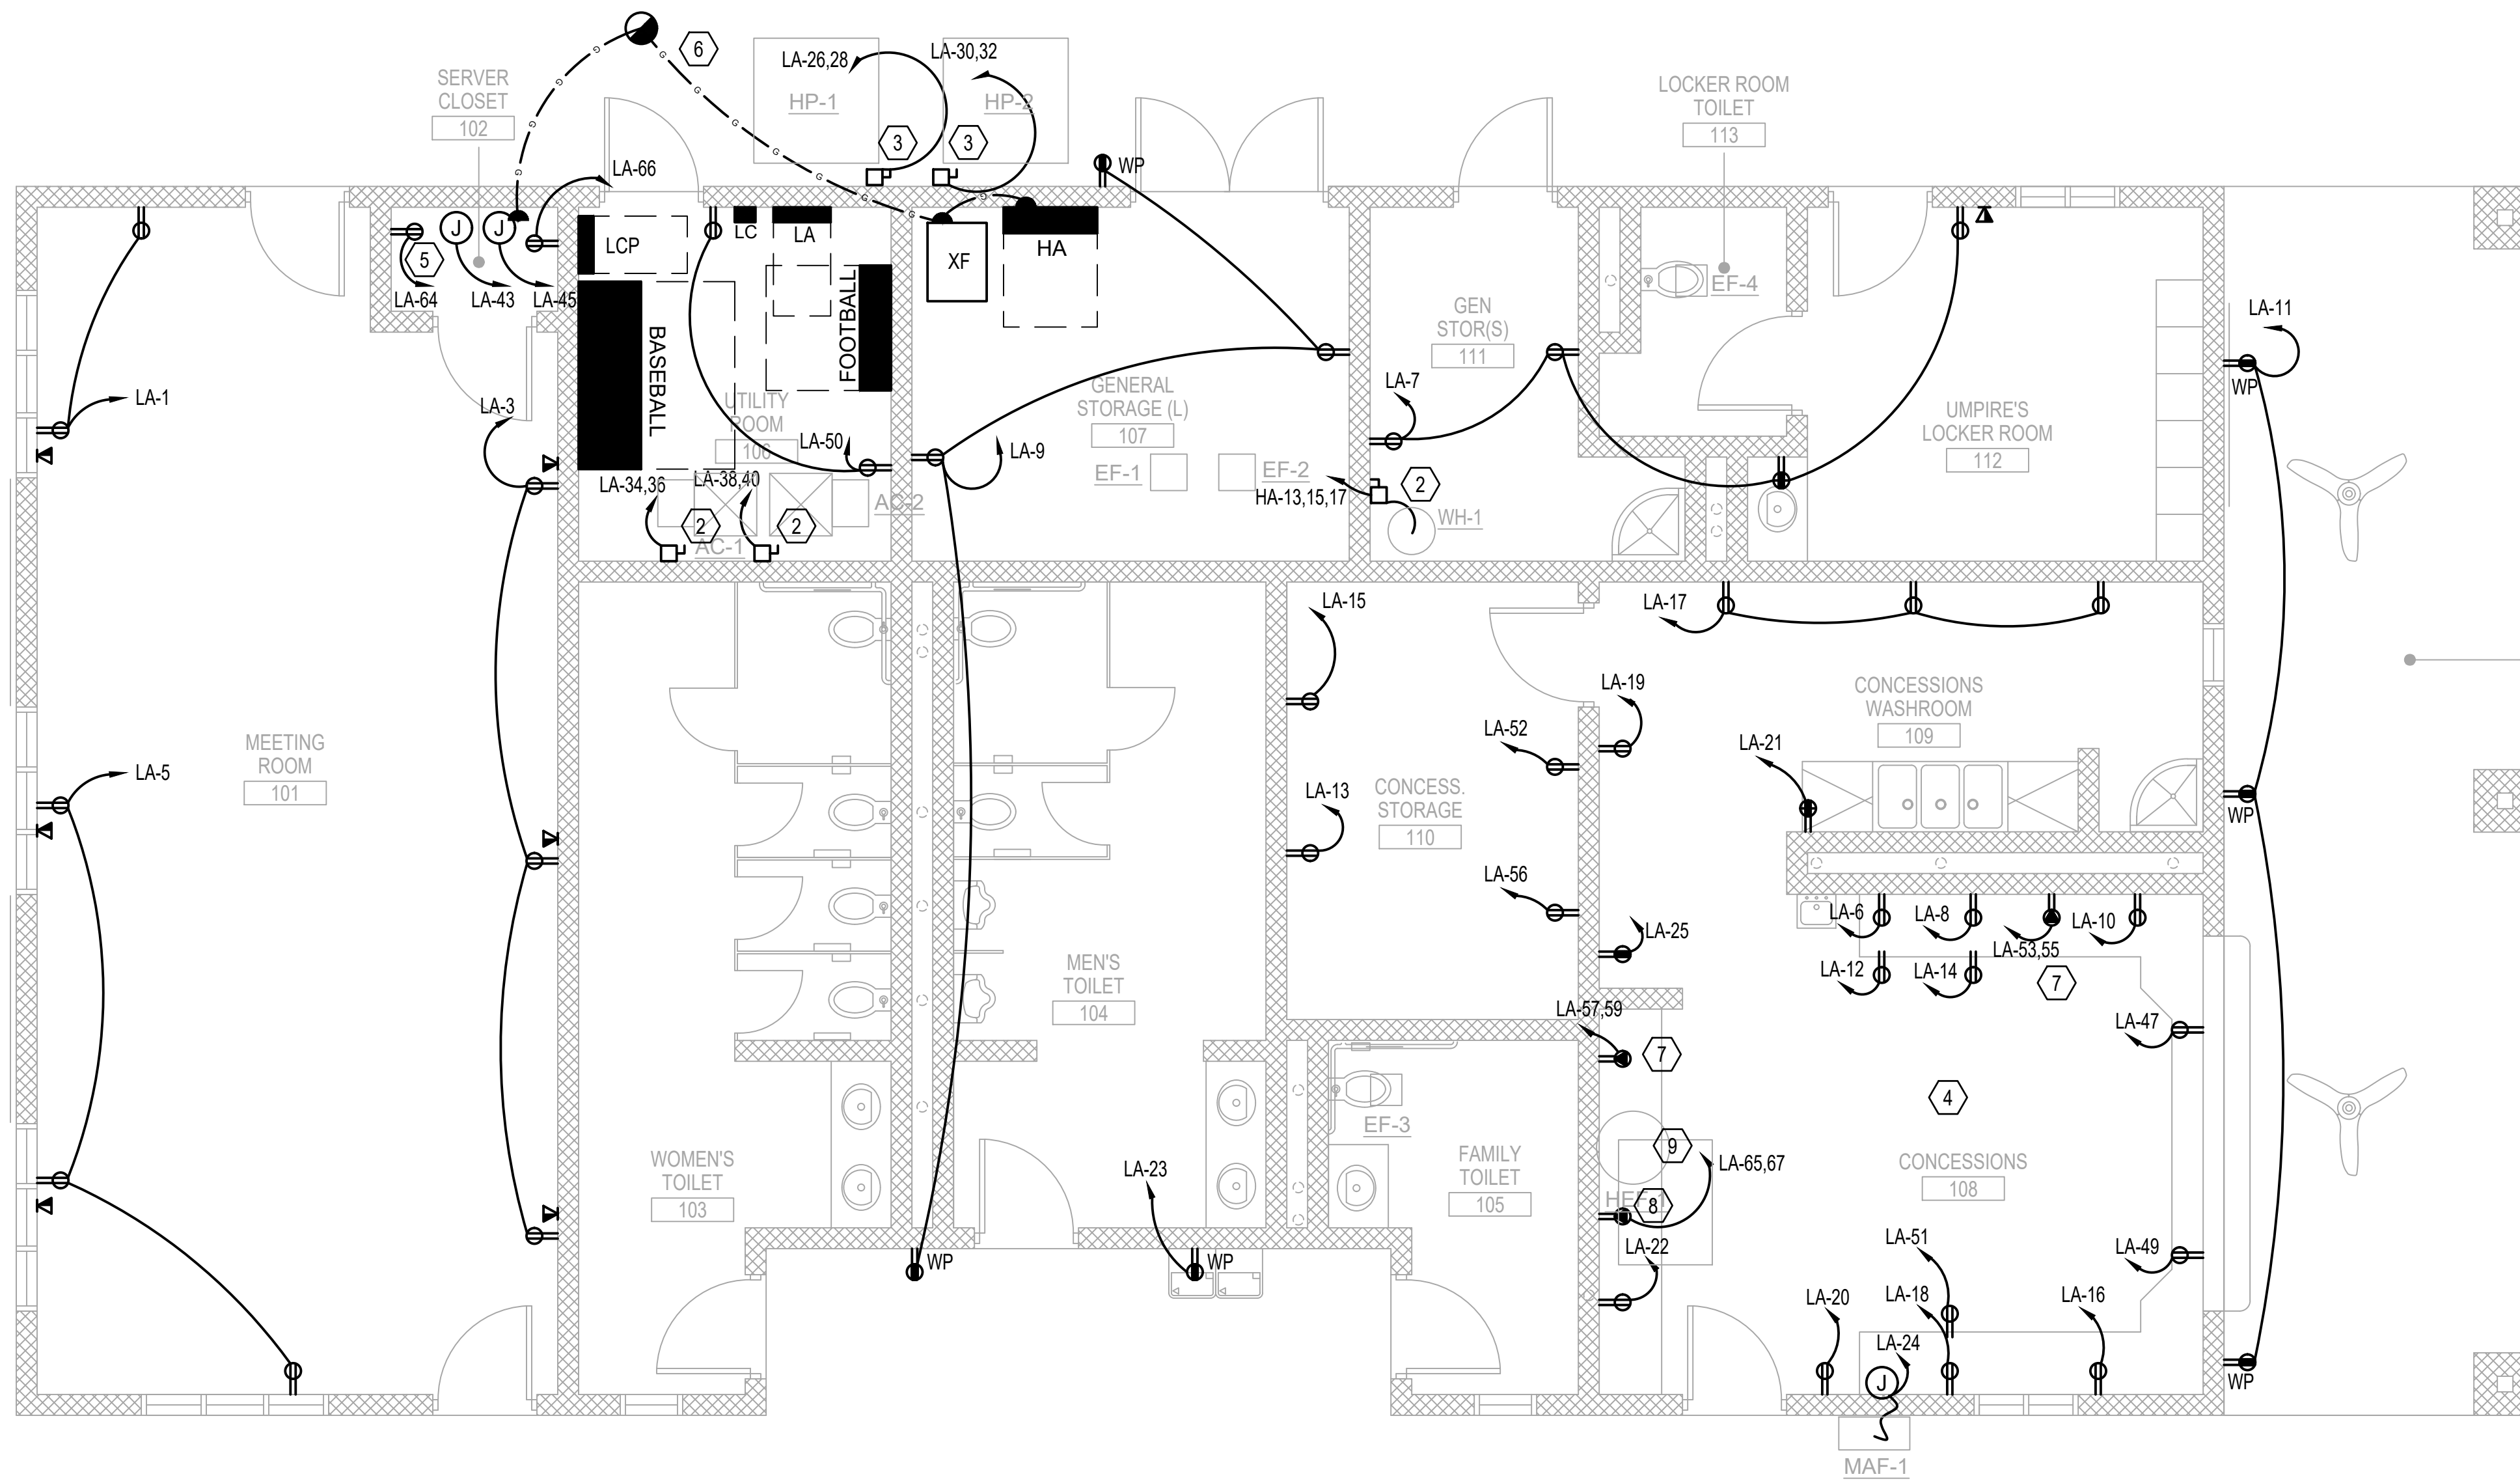 6
LA-26,28
LA-30,32
HP-1
HP-2
3
3
SERVER
CLOSET
102
LOCKER ROOM
TOILET
113
WP
LA-66
J
J
5
LA-64
LA-43
LA-45
LCP
LC
LA
XF
HA
BASEBALL
FOOTBALL
UTILITY
ROOM
106
GENERAL
STORAGE (L)
107
GEN
STOR(S)
111
EF-4
UMPIRE'S
LOCKER ROOM
112
LA-11
WP
LA-1
LA-3
LA-50
LA-9
LA-7
LA-34,36
LA-38,40
2
2
AC-1
AC-2
EF-1
EF-2
HA-13,15,17
2
WH-1
LA-15
LA-17
LA-19
LA-52
LA-21
CONCESSIONS
WASHROOM
109
MEETING
ROOM
101
LA-5
LA-13
CONCESS.
STORAGE
110
WP
LA-56
LA-25
LA-6
LA-8
LA-53,55
LA-10
LA-12
LA-14
7
MEN'S
TOILET
104
LA-57,59
7
LA-47
4
EF-3
WOMEN'S
TOILET
103
LA-23
FAMILY
TOILET
105
9
LA-65,67
HEF-1
8
CONCESSIONS
108
WP
WP
LA-22
LA-51
LA-49
LA-20
LA-18
LA-16
LA-24
J
WP
MAF-1
G
G
G
G
G
G
G
G
G
G
G